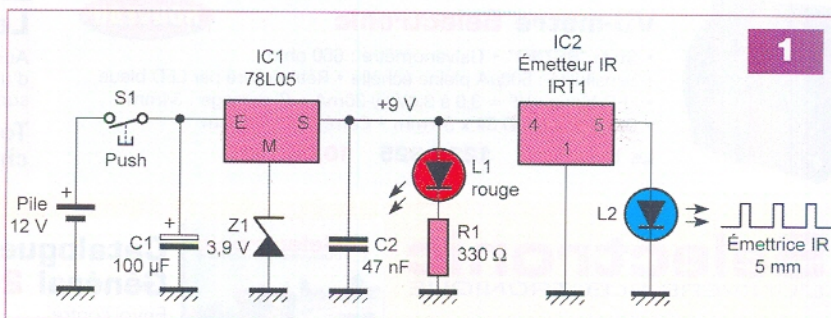 1
IC1
78L05
IC2
Émetteur IR
IRT1
S1
Push
E
S
M
+9 V
4
5
1
L1
rouge
L2
Pile
12 V
+
+
C1
100 µF
Z1
3,9 V
C2
47 nF
R1
330 Ω
Émettrice IR
5 mm